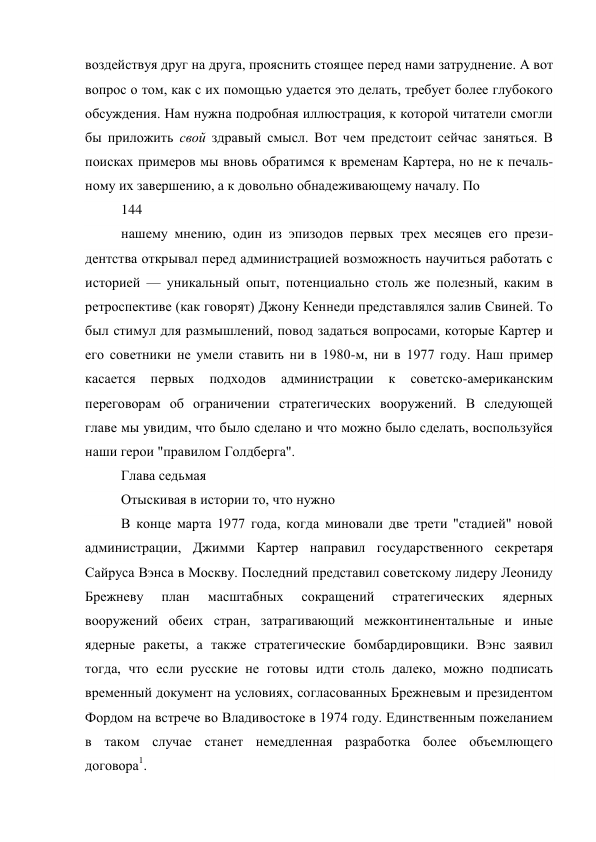 воздействуя друг на друга, прояснить стоящее перед нами затруднение. А вот
вопрос о том, как с их помощью удается это делать, требует более глубокого
обсуждения. Нам нужна подробная иллюстрация, к которой читатели смогли
бы приложить свой здравый смысл. Вот чем предстоит сейчас заняться. В
поисках примеров мы вновь обратимся к временам Картера, но не к печаль-
ному их завершению, а к довольно обнадеживающему началу. По
144
нашему мнению, один из эпизодов первых трех месяцев его прези-
дентства открывал перед администрацией возможность научиться работать с
историей — уникальный опыт, потенциально столь же полезный, каким в
ретроспективе (как говорят) Джону Кеннеди представлялся залив Свиней. То
был стимул для размышлений, повод задаться вопросами, которые Картер и
его советники не умели ставить ни в 1980-м, ни в 1977 году. Наш пример
касается первых подходов администрации к советско-американским
переговорам об ограничении стратегических вооружений. В следующей
главе мы увидим, что было сделано и что можно было сделать, воспользуйся
наши герои "правилом Голдберга".
Глава седьмая
Отыскивая в истории то, что нужно
В конце марта 1977 года, когда миновали две трети "стадией" новой
администрации, Джимми Картер направил государственного секретаря
Сайруса Вэнса в Москву. Последний представил советскому лидеру Леониду
Брежневу план масштабных сокращений стратегических ядерных
вооружений обеих стран, затрагивающий межконтинентальные и иные
ядерные ракеты, а также стратегические бомбардировщики. Вэнс заявил
тогда, что если русские не готовы идти столь далеко, можно подписать
временный документ на условиях, согласованных Брежневым и президентом
Фордом на встрече во Владивостоке в 1974 году. Единственным пожеланием
в таком случае станет немедленная разработка более объемлющего
договора¹.